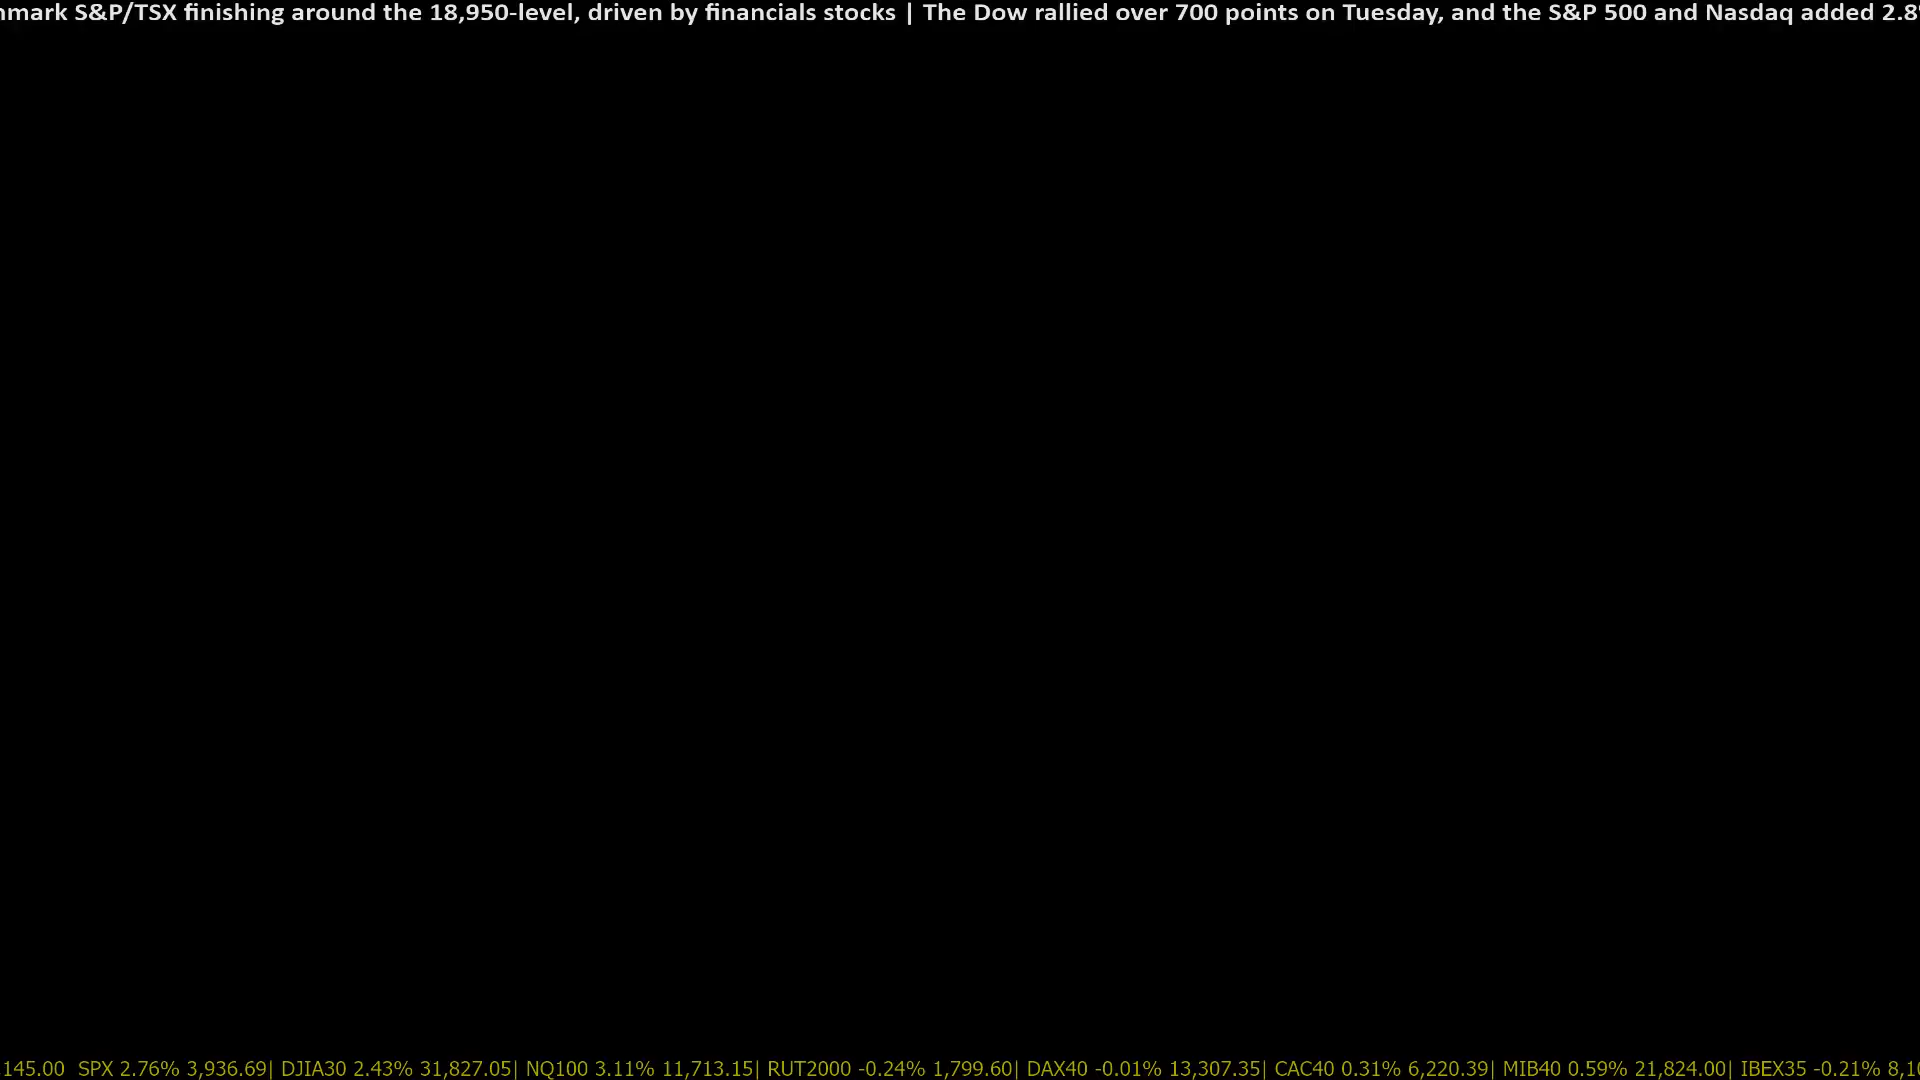 S&P/TSX finishing around the 18,950-level, driven by financials stocks | The Dow rallied over 700 points on Tuesday, and the S&P 500 and Nasdaq added
145.00 SPX 2.76% 3,936.69| DJIA30 2.43% 31,827.05| NQ100 3.11% 11,713.15| RUT2000 -0.24% 1,799.60| DAX40 -0.01% 13,307.35| CAC40 0.31% 6,220.39| MIB40 0.59% 21,824.00| IBEX35 -0.21%